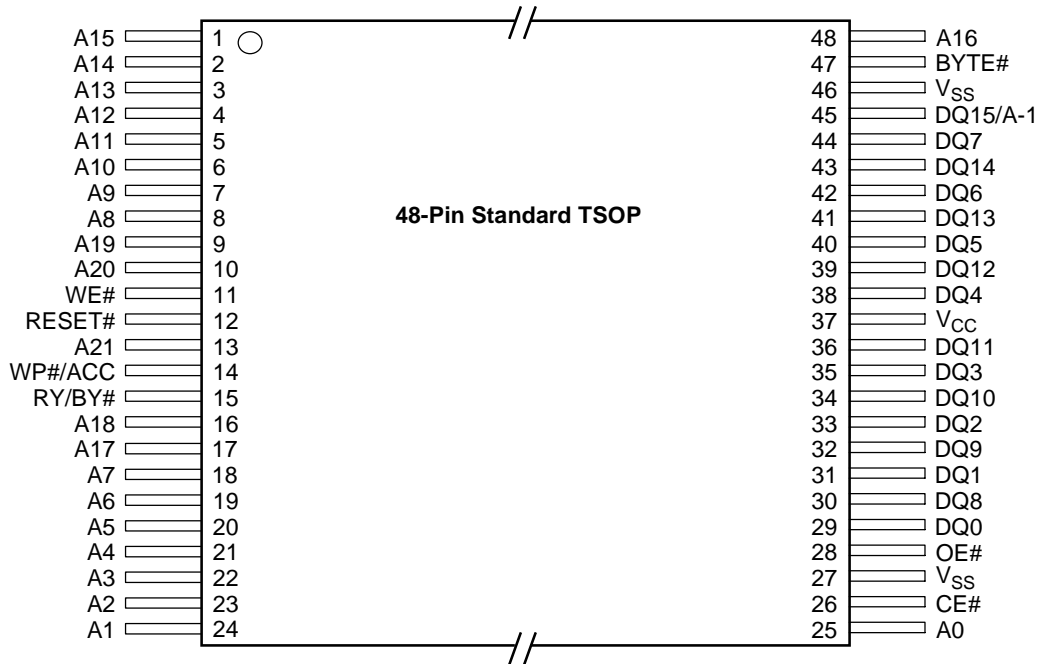 A15 1 48 A16
A14 2 47 BYTE#
A13 3 46 VSS
A12 4 45 DQ15/A-1
A11 5 44 DQ7
A10 6 43 DQ14
A9 7 42 DQ6
A8 8 48-Pin Standard TSOP 41 DQ13
A19 9 40 DQ5
A20 10 39 DQ12
WE# 11 38 DQ4
RESET# 12 37 VCC
A21 13 36 DQ11
WP#/ACC 14 35 DQ3
RY/BY# 15 34 DQ10
A18 16 33 DQ2
A17 17 32 DQ9
A7 18 31 DQ1
A6 19 30 DQ8
A5 20 29 DQ0
A4 21 28 OE#
A3 22 27 VSS
A2 23 26 CE#
A1 24 25 A0